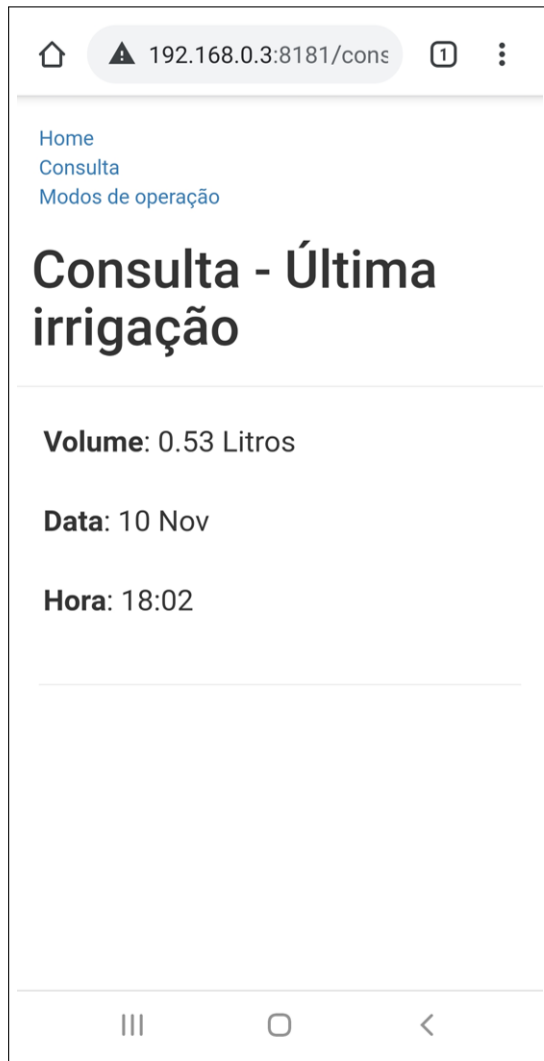 192.168.0.3:8181/cons
1
Home
Consulta
Modos de operação
Consulta - Última
irrigação
Volume: 0.53 Litros
Data: 10 Nov
Hora: 18:02